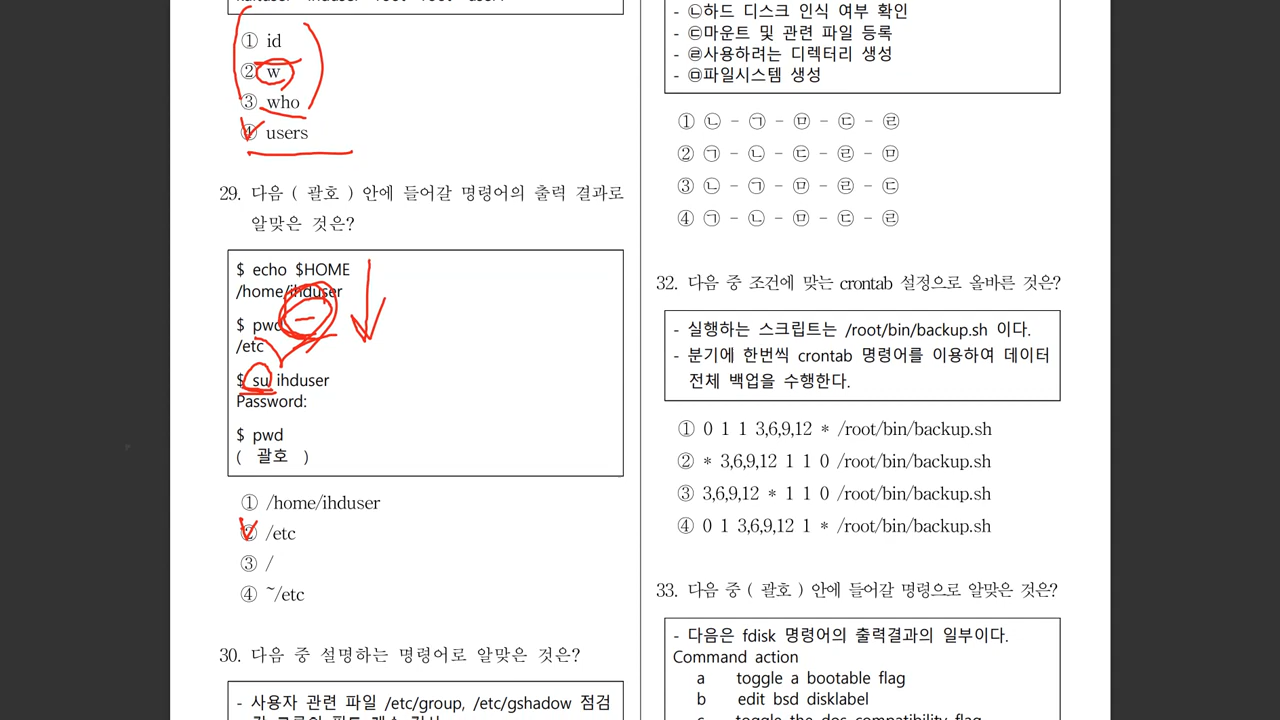 ① id
② w
③ who
④ users
29. 다음 ( 괄호 ) 안에 들어갈 명령어의 출력 결과로
알맞은 것은?
$ echo $HOME
/home/ihduser
$ pwd
/etc
$ su ihduser
Password:
$ pwd
( 괄호 )
① /home/ihduser
② /etc
③ /
④ ~/etc
30. 다음 중 설명하는 명령어로 알맞은 것은?
- 사용자 관련 파일 /etc/group, /etc/gshadow 점검
- ㉡하드 디스크 인식 여부 확인
- ㉢마운트 및 관련 파일 등록
- ㉣사용하려는 디렉터리 생성
- ㉤파일시스템 생성
① ㉡ - ㉠ - ㉤ - ㉢ - ㉣
② ㉠ - ㉡ - ㉢ - ㉣ - ㉤
③ ㉡ - ㉠ - ㉤ - ㉣ - ㉢
④ ㉠ - ㉡ - ㉤ - ㉢ - ㉣
32. 다음 중 조건에 맞는 crontab 설정으로 올바른 것은?
- 실행하는 스크립트는 /root/bin/backup.sh 이다.
- 분기에 한번씩 crontab 명령어를 이용하여 데이터
전체 백업을 수행한다.
① 0 1 1 3,6,9,12 * /root/bin/backup.sh
② * 3,6,9,12 1 1 0 /root/bin/backup.sh
③ 3,6,9,12 * 1 1 0 /root/bin/backup.sh
④ 0 1 3,6,9,12 1 * /root/bin/backup.sh
33. 다음 중 ( 괄호 ) 안에 들어갈 명령으로 알맞은 것은?
- 다음은 fdisk 명령어의 출력결과의 일부이다.
Command action
a toggle a bootable flag
b edit bsd disklabel
c toggle the dos compatibility flag